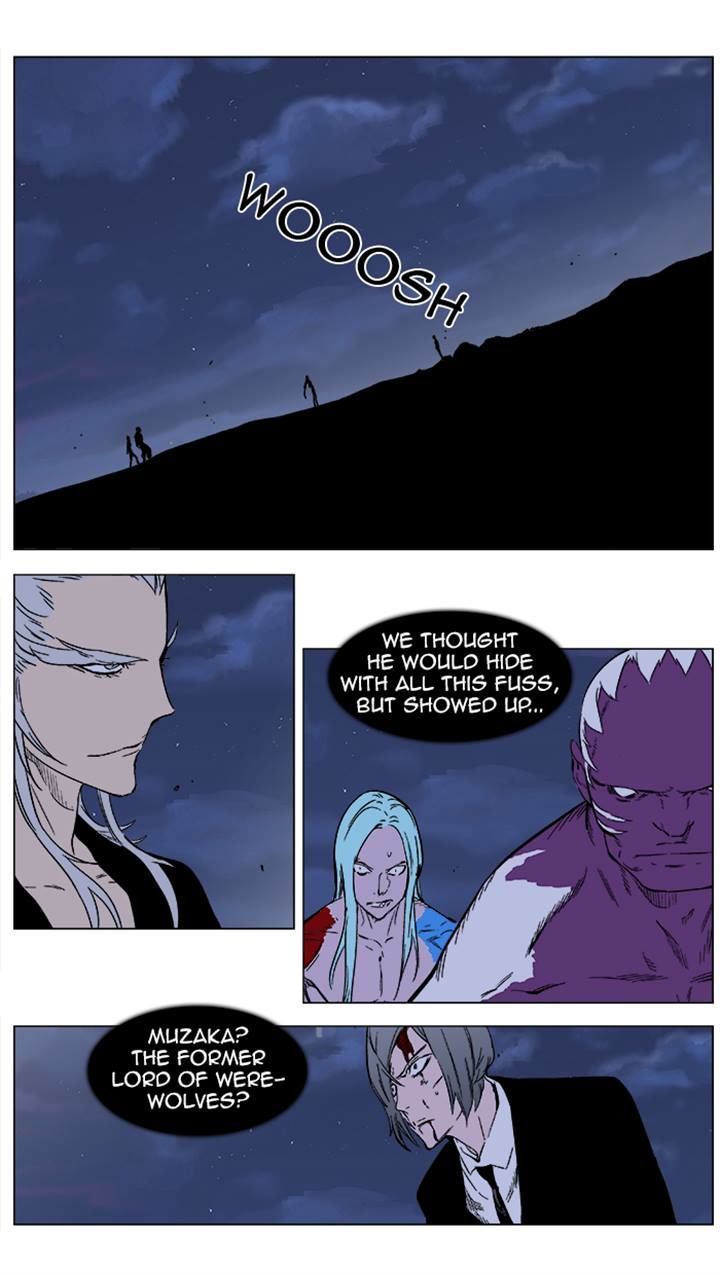 WOOOSH
WE THOUGHT
HE WOULD HIDE
WITH ALL THIS FUSS,
BUT SHOWED UP...
MUZAKA?
THE FORMER
LORD OF WERE-
WOLVES?